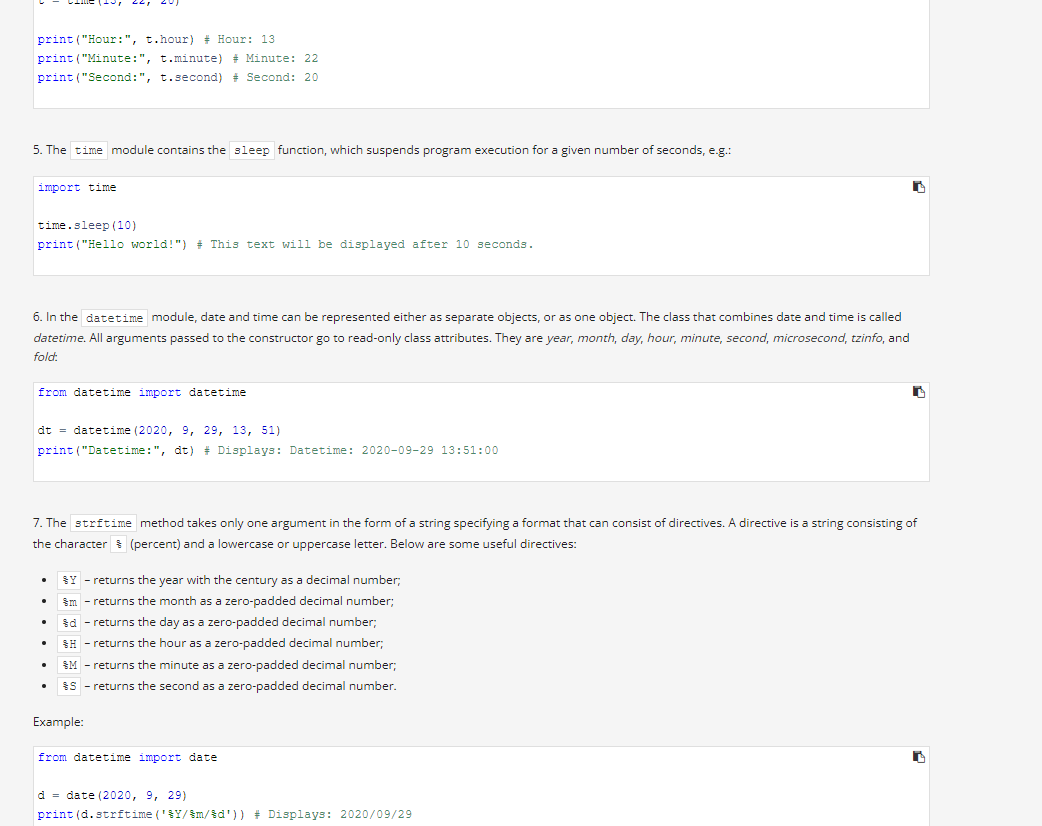 t = time(13, 22, 20)
print("Hour:", t.hour) # Hour: 13
print("Minute:", t.minute) # Minute: 22
print("Second:", t.second) # Second: 20
5. The time module contains the sleep function, which suspends program execution for a given number of seconds, e.g.:
import time
time.sleep(10)
print("Hello world!") # This text will be displayed after 10 seconds.
6. In the datetime module, date and time can be represented either as separate objects, or as one object. The class that combines date and time is called
datetime. All arguments passed to the constructor go to read-only class attributes. They are year, month, day, hour, minute, second, microsecond, tzinfo, and
fold:
from datetime import datetime
dt = datetime(2020, 9, 29, 13, 51)
print("Datetime:", dt) # Displays: Datetime: 2020-09-29 13:51:00
7. The strftime method takes only one argument in the form of a string specifying a format that can consist of directives. A directive is a string consisting of
the character % (percent) and a lowercase or uppercase letter. Below are some useful directives:
• %Y – returns the year with the century as a decimal number;
• %m – returns the month as a zero-padded decimal number;
• %d – returns the day as a zero-padded decimal number;
• %H – returns the hour as a zero-padded decimal number;
• %M – returns the minute as a zero-padded decimal number;
• %S – returns the second as a zero-padded decimal number.
Example:
from datetime import date
d = date(2020, 9, 29)
print(d.strftime('%Y/%m/%d')) # Displays: 2020/09/29